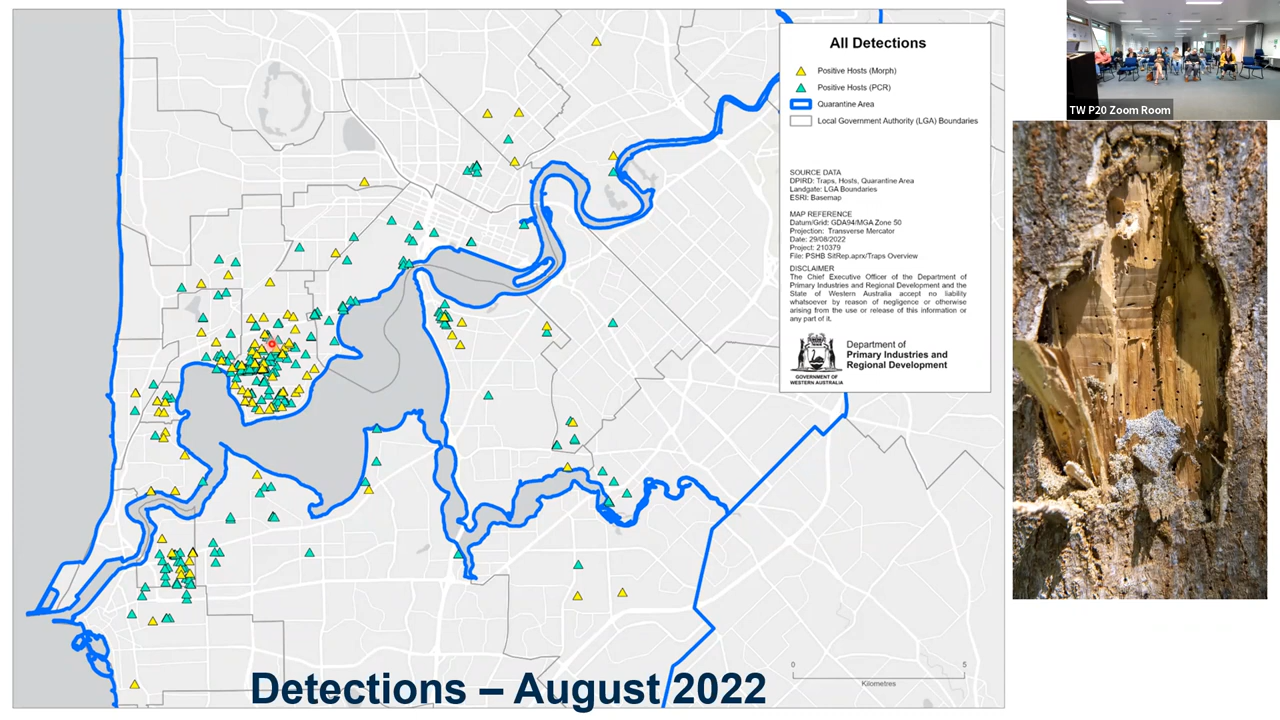 All Detections
Positive Hosts (Morph)
Positive Hosts (PCR)
Quarantine Area
Local Government Authority (LGA) Boundaries
SOURCE DATA
DPIRD: Traps, Hosts, Quarantine Area
Landgate: LGA Boundaries
ESRI: Basemap
MAP REFERENCE
Datum/Grid: GDA94/MGA Zone 50
Projection: Transverse Mercator
Date: 29/08/2022
Project: 210379
File: PSHB SitRep.aprx/Traps Overview
DISCLAIMER
The Chief Executive Officer of the Department of
Primary Industries and Regional Development and the
State of Western Australia accept no liability
whatsoever by reason of negligence or otherwise
arising from the use or release of this information or
any part of it.
GOVERNMENT OF
WESTERN AUSTRALIA
Department of
Primary Industries and
Regional Development
0 5
Kilometres
Detections – August 2022
TW P20 Zoom Room